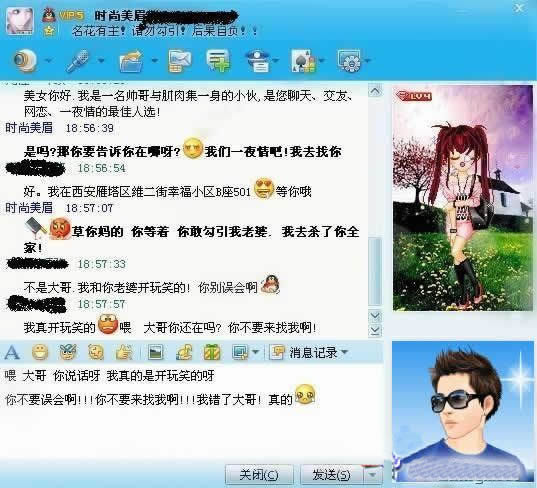 VIP5 时尚美眉
名花有主！请勿勾引！后果自负！！
美女你好.我是一名帅哥与肌肉集一身的小伙,是您聊天、交友、
网恋、一夜情的最佳人选！
时尚美眉 18:56:39
是吗?那你要告诉你在哪呀? 我们一夜情吧!我去找你
18:56:54
好。我在西安雁塔区维二街幸福小区B座501 等你哦
时尚美眉 18:57:07
草你妈的 你等着 你敢勾引我老婆. 我去杀了你全
家!
18:57:33
不是大哥.我和你老婆开玩笑的! 你别误会啊
18:57:57
我真开玩笑的 喂 大哥你还在吗? 你不要来找我啊!
A 消息记录
喂 大哥 你说话呀 我真的是开玩笑的呀
你不要误会啊!!!你不要来找我啊!!!我错了大哥! 真的
关闭(C) 发送(S)
LV4